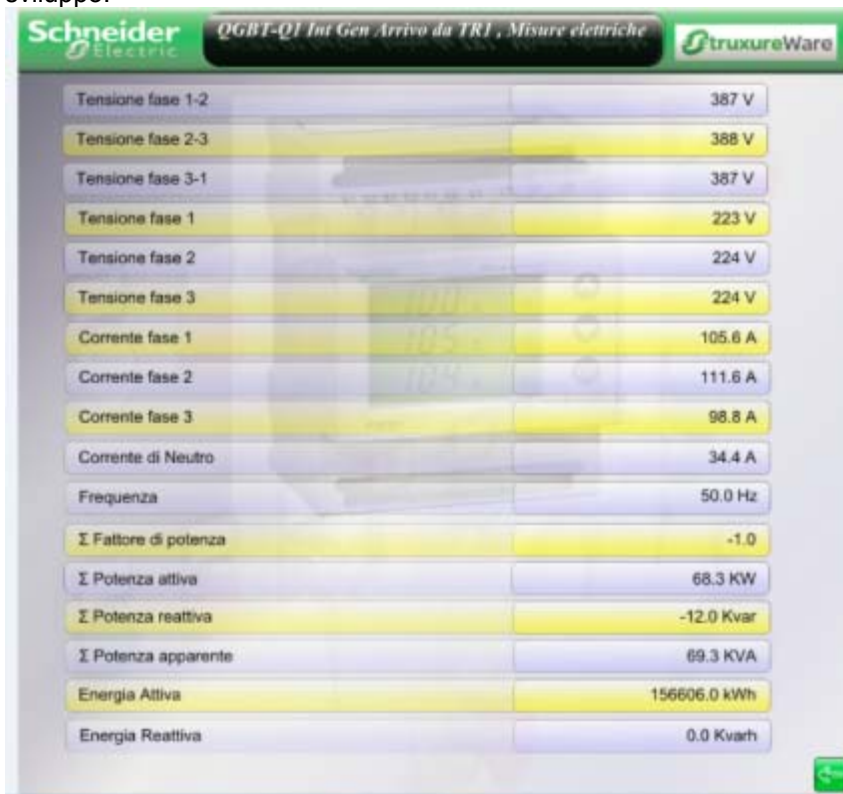 sviluppo.
Schneider Electric
QGBT-Q1 Int Gen Arrivo da TR1 , Misure elettriche
StruxureWare
Tensione fase 1-2 387 V
Tensione fase 2-3 388 V
Tensione fase 3-1 387 V
Tensione fase 1 223 V
Tensione fase 2 224 V
Tensione fase 3 224 V
Corrente fase 1 105.6 A
Corrente fase 2 111.6 A
Corrente fase 3 98.8 A
Corrente di Neutro 34.4 A
Frequenza 50.0 Hz
Σ Fattore di potenza -1.0
Σ Potenza attiva 68.3 KW
Σ Potenza reattiva -12.0 Kvar
Σ Potenza apparente 69.3 KVA
Energia Attiva 156606.0 kWh
Energia Reattiva 0.0 Kvarh